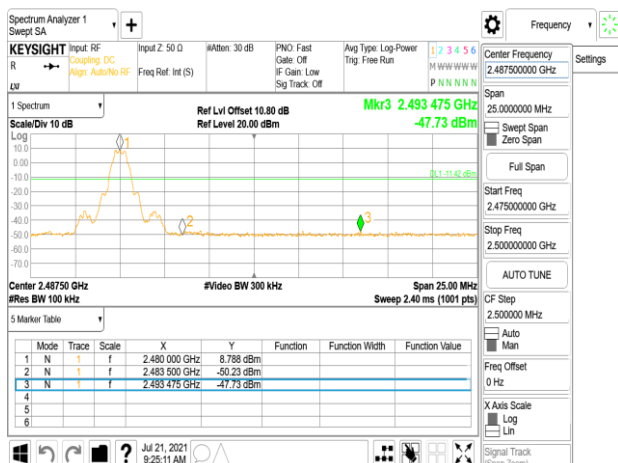 Spectrum Analyzer 1
Swept SA
+
Frequency
KEYSIGHT
R
LXI
Input: RF
Coupling: DC
Align: Auto/No RF
Input Z: 50 Ω
Freq Ref: Int (S)
#Atten: 30 dB
PNO: Fast
Gate: Off
IF Gain: Low
Sig Track: Off
Avg Type: Log-Power
Trig: Free Run
1 2 3 4 5 6
M W W W W W
P N N N N N
Center Frequency
2.487500000 GHz
Settings
Span
25.0000000 MHz
Swept Span
Zero Span
Full Span
Start Freq
2.475000000 GHz
Stop Freq
2.500000000 GHz
AUTO TUNE
CF Step
2.500000 MHz
Auto
Man
Freq Offset
0 Hz
X Axis Scale
Log
Lin
Signal Track
(Span Zoom)
1 Spectrum
Scale/Div 10 dB
Ref Lvl Offset 10.80 dB
Ref Level 20.00 dBm
Mkr3 2.493 475 GHz
-47.73 dBm
Log
10.0
0.00
-10.0
-20.0
-30.0
-40.0
-50.0
-60.0
-70.0
1
2
3
DL1 -11.42 dBm
Center 2.48750 GHz
#Res BW 100 kHz
#Video BW 300 kHz
Span 25.00 MHz
Sweep 2.40 ms (1001 pts)
5 Marker Table
Mode Trace Scale X Y Function Function Width Function Value
1 N 1 f 2.480 000 GHz 8.788 dBm
2 N 1 f 2.483 500 GHz -50.23 dBm
3 N 1 f 2.493 475 GHz -47.73 dBm
4
5
6
?
Jul 21, 2021
9:25:11 AM